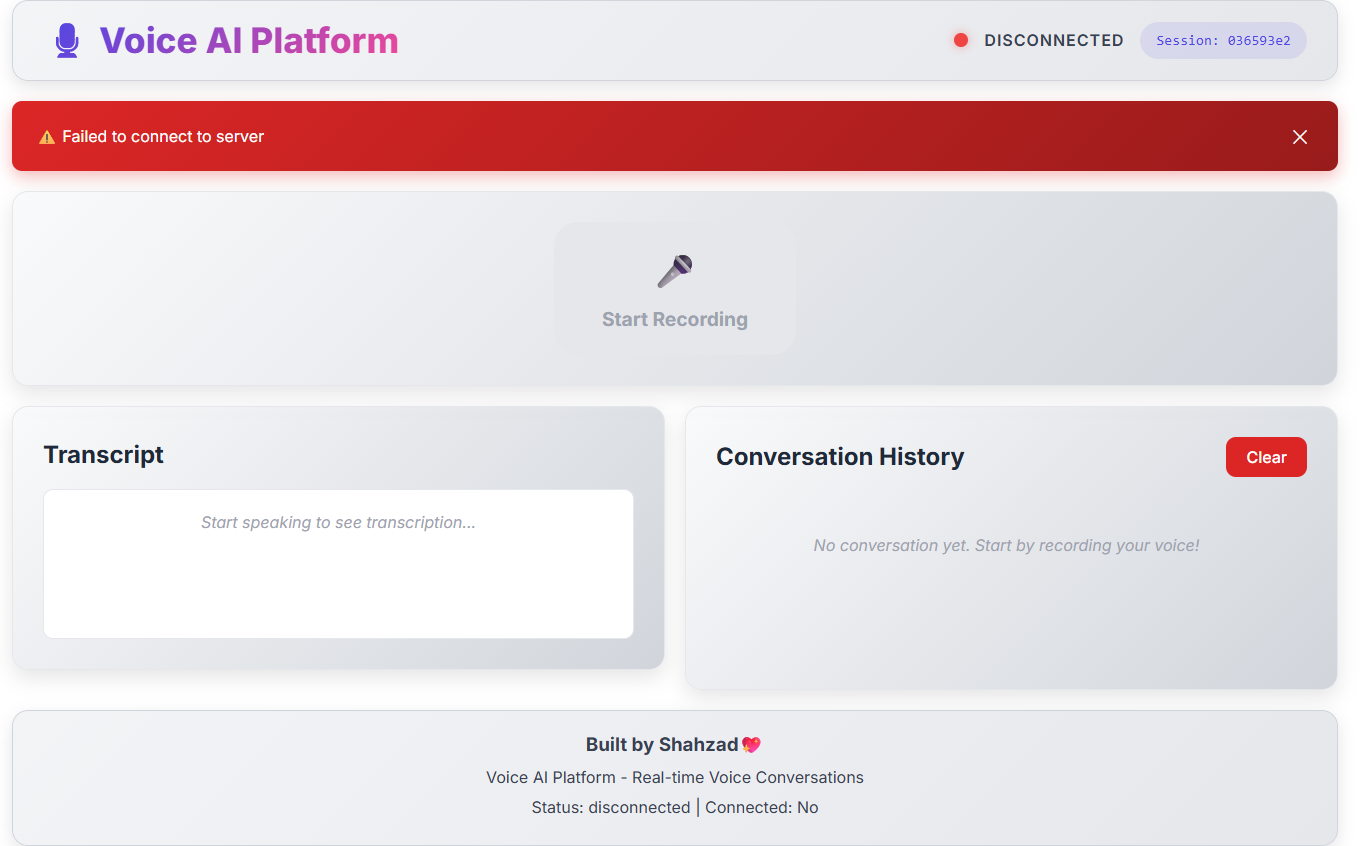 Voice AI Platform
DISCONNECTED
Session: 036593e2
Failed to connect to server
Start Recording
Transcript
Start speaking to see transcription...
Conversation History
Clear
No conversation yet. Start by recording your voice!
Built by Shahzad💖
Voice AI Platform - Real-time Voice Conversations
Status: disconnected | Connected: No